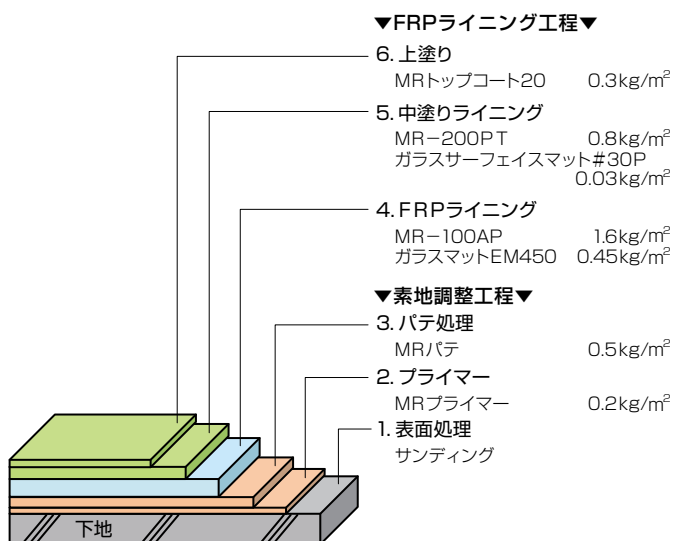 ▼FRPライニング工程▼
6. 上塗り
MRトップコート20 0.3kg/m²
5. 中塗りライニング
MR−200PT 0.8kg/m²
ガラスサーフェイスマット#30P
0.03kg/m²
4. FRPライニング
MR−100AP 1.6kg/m²
ガラスマットEM450 0.45kg/m²
▼素地調整工程▼
3. パテ処理
MRパテ 0.5kg/m²
2. プライマー
MRプライマー 0.2kg/m²
1. 表面処理
サンディング
下地